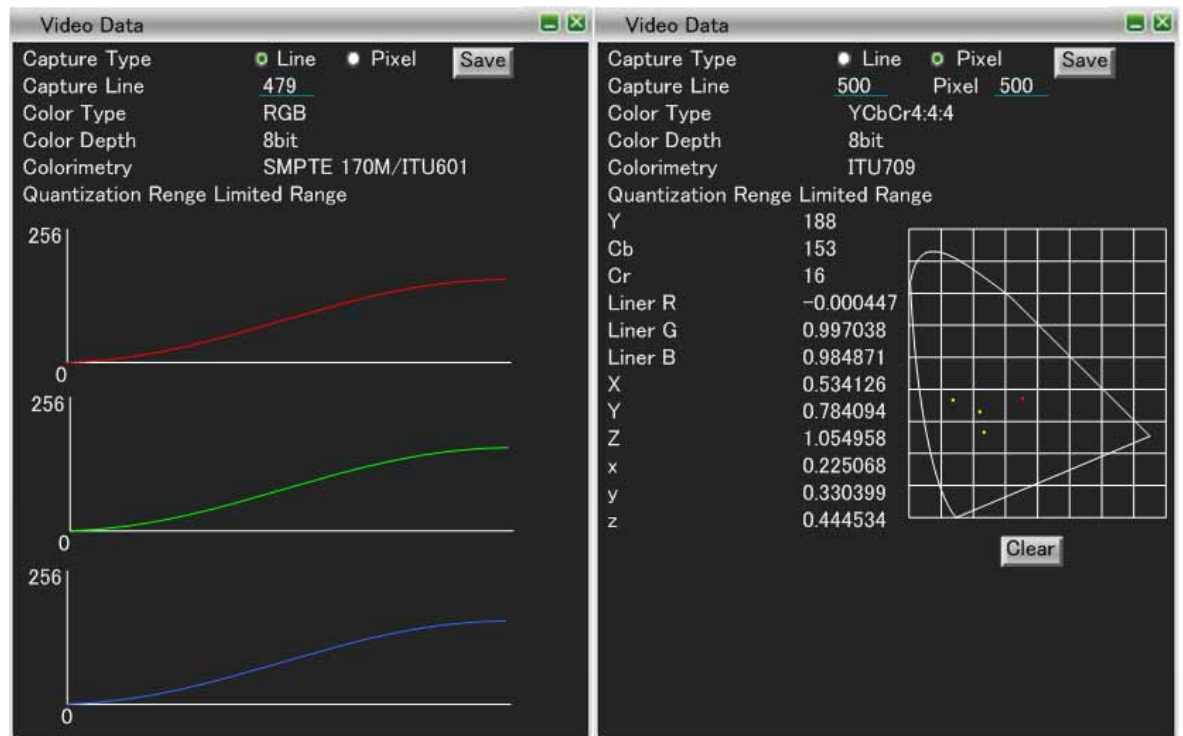 Video Data
Capture Type Line Pixel Save
Capture Line 479
Color Type RGB
Color Depth 8bit
Colorimetry SMPTE 170M/ITU601
Quantization Renge Limited Range
256
0
256
0
256
0
Video Data
Capture Type Line Pixel Save
Capture Line 500 Pixel 500
Color Type YCbCr4:4:4
Color Depth 8bit
Colorimetry ITU709
Quantization Renge Limited Range
Y 188
Cb 153
Cr 16
Liner R -0.000447
Liner G 0.997038
Liner B 0.984871
X 0.534126
Y 0.784094
Z 1.054958
x 0.225068
y 0.330399
z 0.444534
Clear